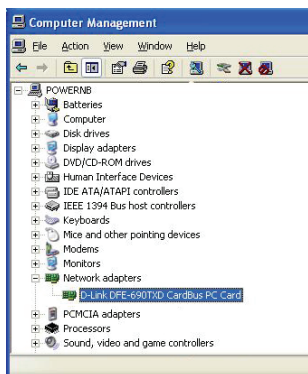 Computer Management
File Action View Window Help
POWERNB
Batteries
Computer
Disk drives
Display adapters
DVD/CD-ROM drives
Human Interface Devices
IDE ATA/ATAPI controllers
IEEE 1394 Bus host controllers
Keyboards
Mice and other pointing devices
Modems
Monitors
Network adapters
D-Link DFE-690TXD CardBus PC Card
PCMCIA adapters
Processors
Sound, video and game controllers